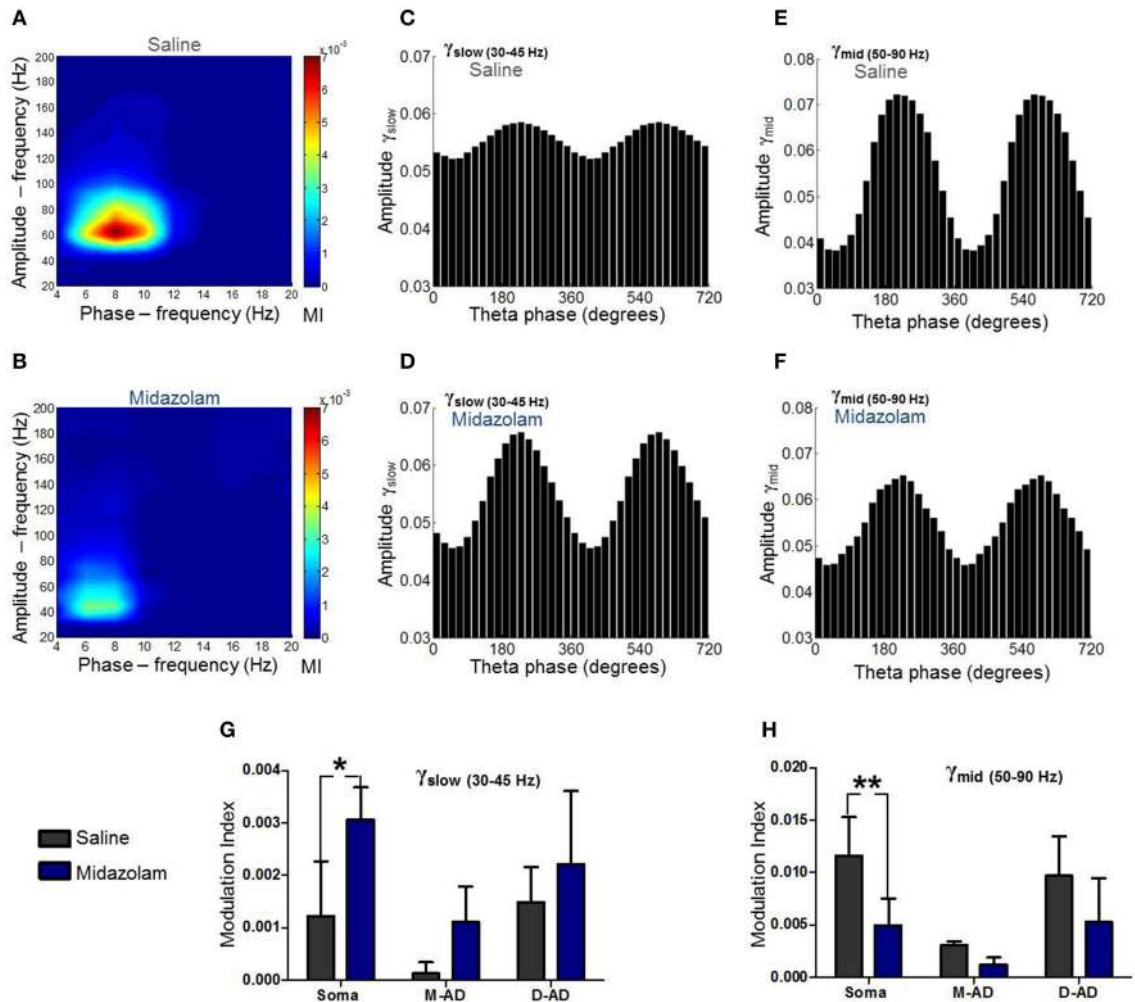 A
Saline
x 10⁻³
Amplitude – frequency (Hz)
200
180
160
140
120
100
80
60
40
20
4 6 8 10 12 14 16 18 20
Phase – frequency (Hz)
7
6
5
4
3
2
1
0
MI
C
γslow (30-45 Hz)
Saline
Amplitude γslow
0.07
0.06
0.05
0.04
0.03
0 180 360 540 720
Theta phase (degrees)
E
γmid (50-90 Hz)
Saline
Amplitude γmid
0.08
0.07
0.06
0.05
0.04
0.03
0 180 360 540 720
Theta phase (degrees)
B
Midazolam
x 10⁻³
Amplitude – frequency (Hz)
200
180
160
140
120
100
80
60
40
20
4 6 8 10 12 14 16 18 20
Phase – frequency (Hz)
7
6
5
4
3
2
1
0
MI
D
γslow (30-45 Hz)
Midazolam
Amplitude γslow
0.07
0.06
0.05
0.04
0.03
0 180 360 540 720
Theta phase (degrees)
F
γmid (50-90 Hz)
Midazolam
Amplitude γmid
0.08
0.07
0.06
0.05
0.04
0.03
0 180 360 540 720
Theta phase (degrees)
Saline
Midazolam
G
γslow (30-45 Hz)
*
Modulation Index
0.004
0.003
0.002
0.001
0.000
Soma M-AD D-AD
H
γmid (50-90 Hz)
**
Modulation Index
0.020
0.015
0.010
0.005
0.000
Soma M-AD D-AD